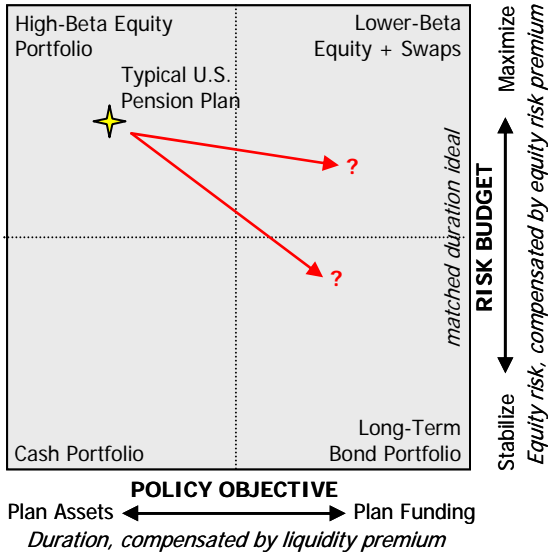 High-Beta Equity
Portfolio
Lower-Beta
Equity + Swaps
Typical U.S.
Pension Plan
?
?
matched duration ideal
Cash Portfolio
Long-Term
Bond Portfolio
Maximize
RISK BUDGET
Stabilize
Equity risk, compensated by equity risk premium
POLICY OBJECTIVE
Plan Assets
Plan Funding
Duration, compensated by liquidity premium